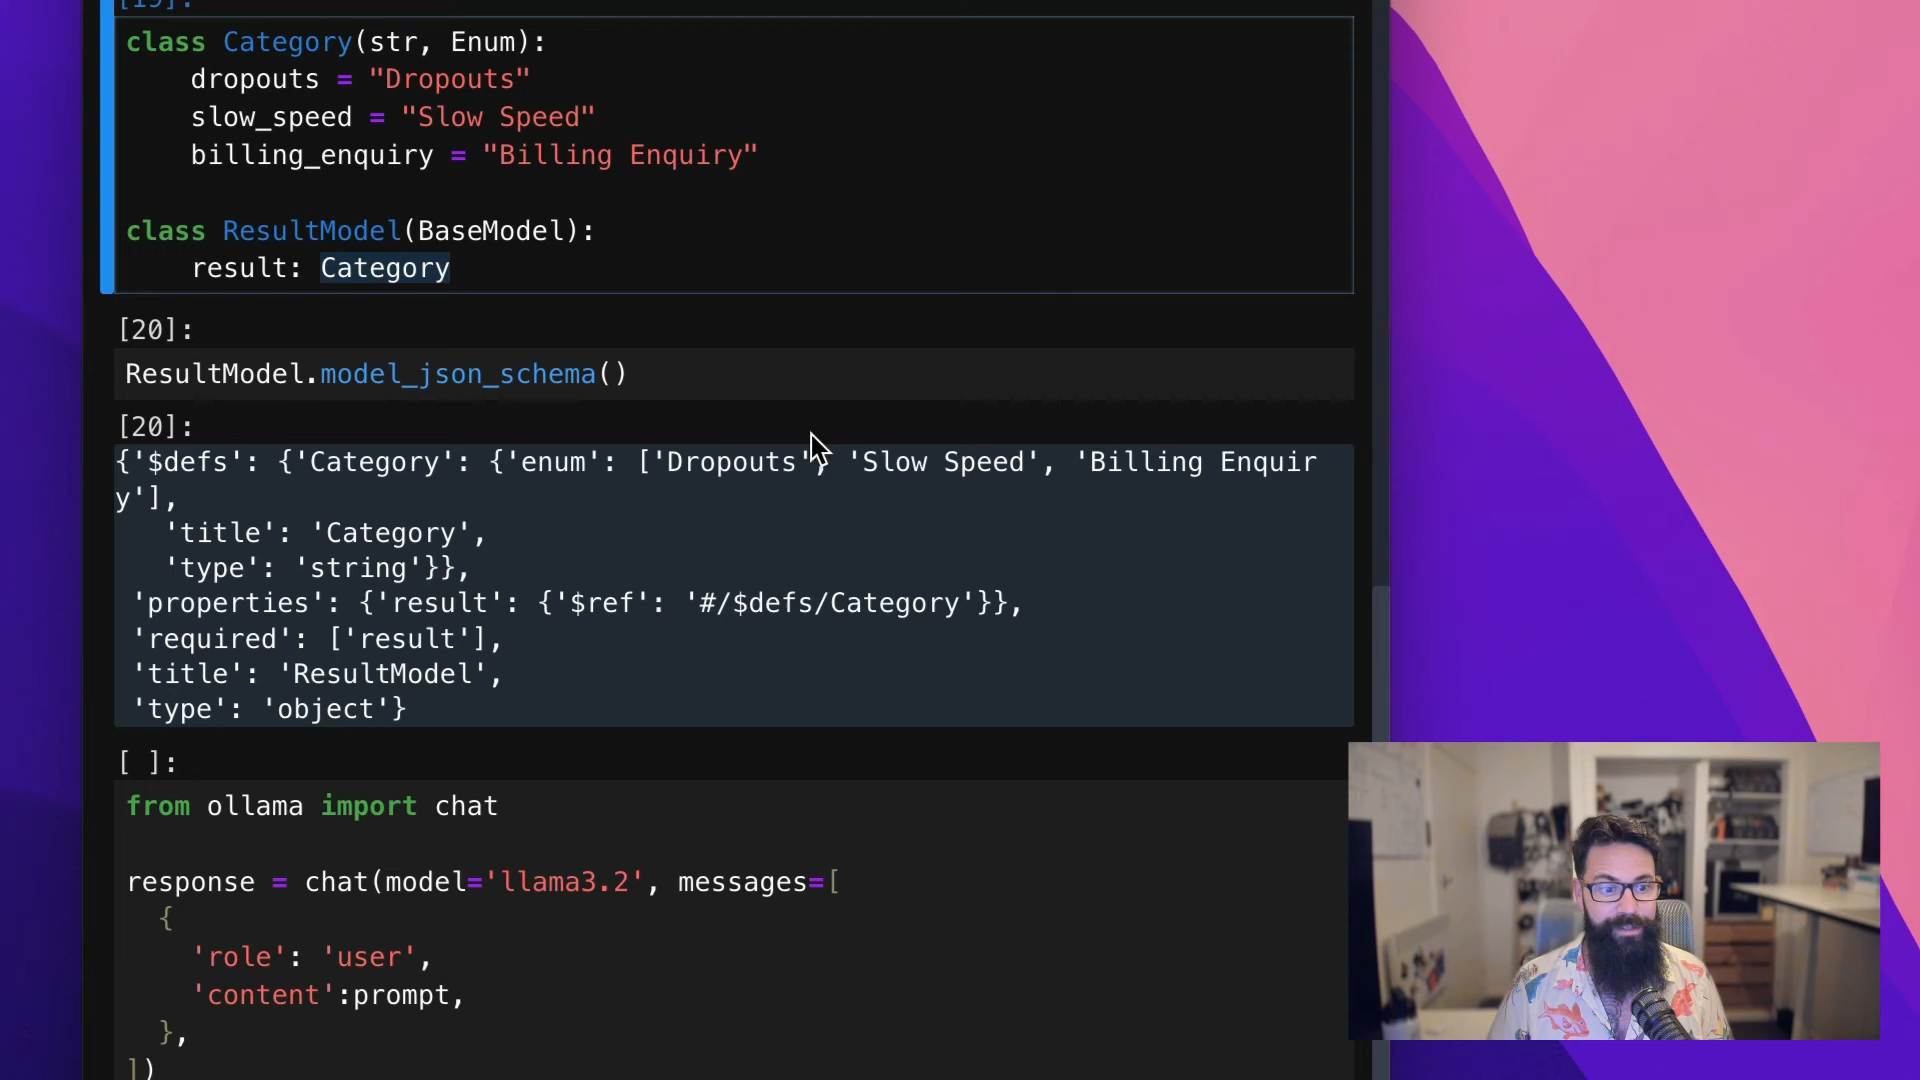 [19]:
class Category(str, Enum):
    dropouts = "Dropouts"
    slow_speed = "Slow Speed"
    billing_enquiry = "Billing Enquiry"
class ResultModel(BaseModel):
    result: Category
[20]:
ResultModel.model_json_schema()
[20]:
{'$defs': {'Category': {'enum': ['Dropouts', 'Slow Speed', 'Billing Enquir
y'],
   'title': 'Category',
   'type': 'string'}},
 'properties': {'result': {'$ref': '#/$defs/Category'}},
 'required': ['result'],
 'title': 'ResultModel',
 'type': 'object'}
[ ]:
from ollama import chat
response = chat(model='llama3.2', messages=[
  {
    'role': 'user',
    'content':prompt,
  },
])